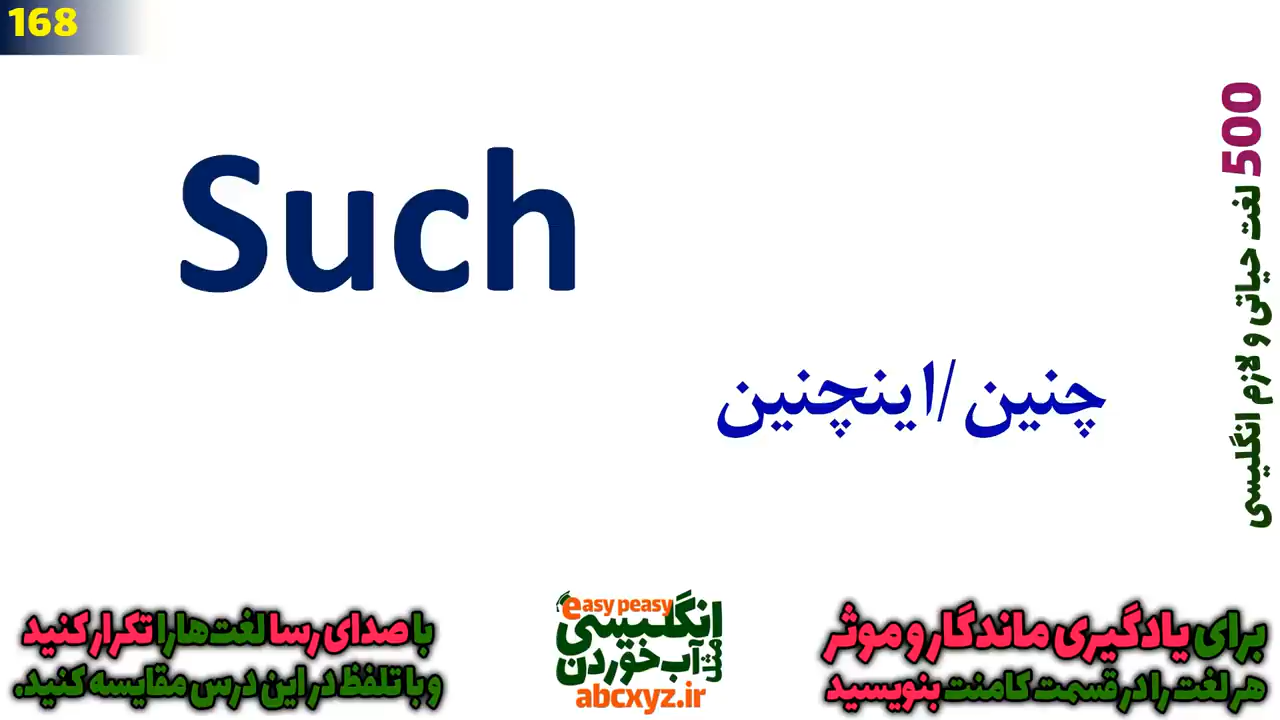 168
Such
چنین /اینچنین
500 لغت حیاتی و لازم انگلیسی
برای یادگیری ماندگار و موثر
هر لغت را در قسمت کامنت بنویسید
easy peasy
انگلیسی
مثل آب خوردن
abcxyz.ir
با صدای رسا لغت‌ها را تکرار کنید
و با تلفظ در این درس مقایسه کنید.